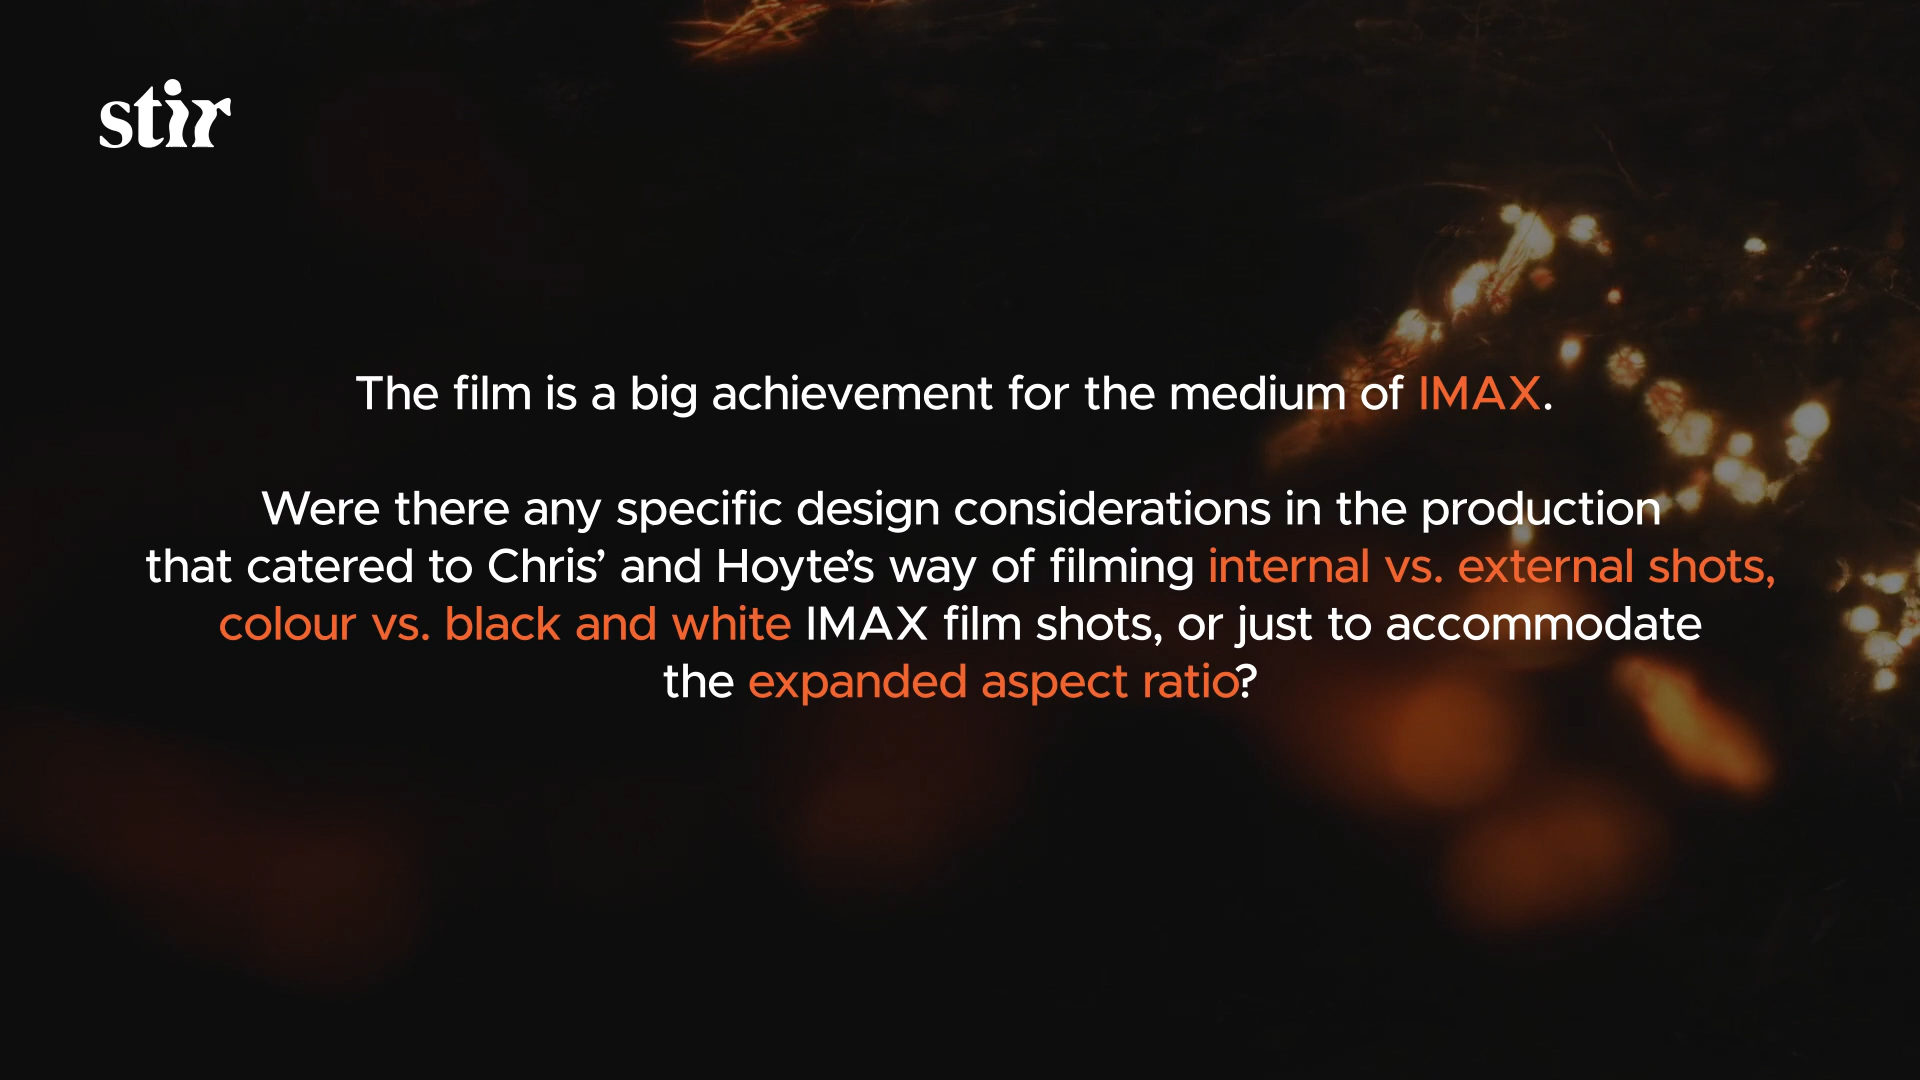 stir
The film is a big achievement for the medium of IMAX.
Were there any specific design considerations in the production
that catered to Chris’ and Hoyte’s way of filming internal vs. external shots,
colour vs. black and white IMAX film shots, or just to accommodate
the expanded aspect ratio?